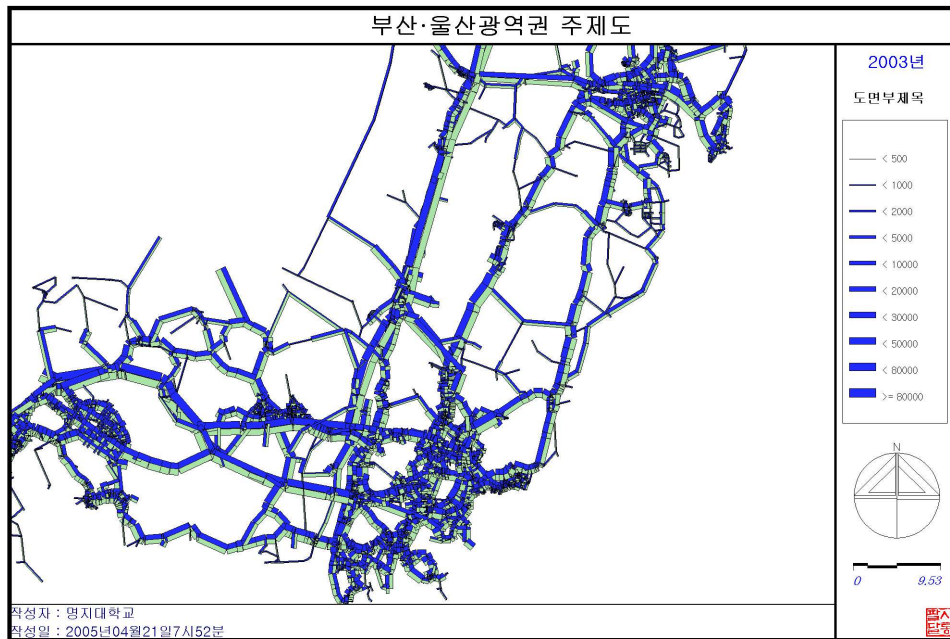 부산·울산광역권 주제도
2003년
도면부제목
< 500
< 1000
< 2000
< 5000
< 10000
< 20000
< 30000
< 50000
< 80000
>= 80000
N
0 9.53
작성자 : 명지대학교
작성일 : 2005년04월21일7시52분